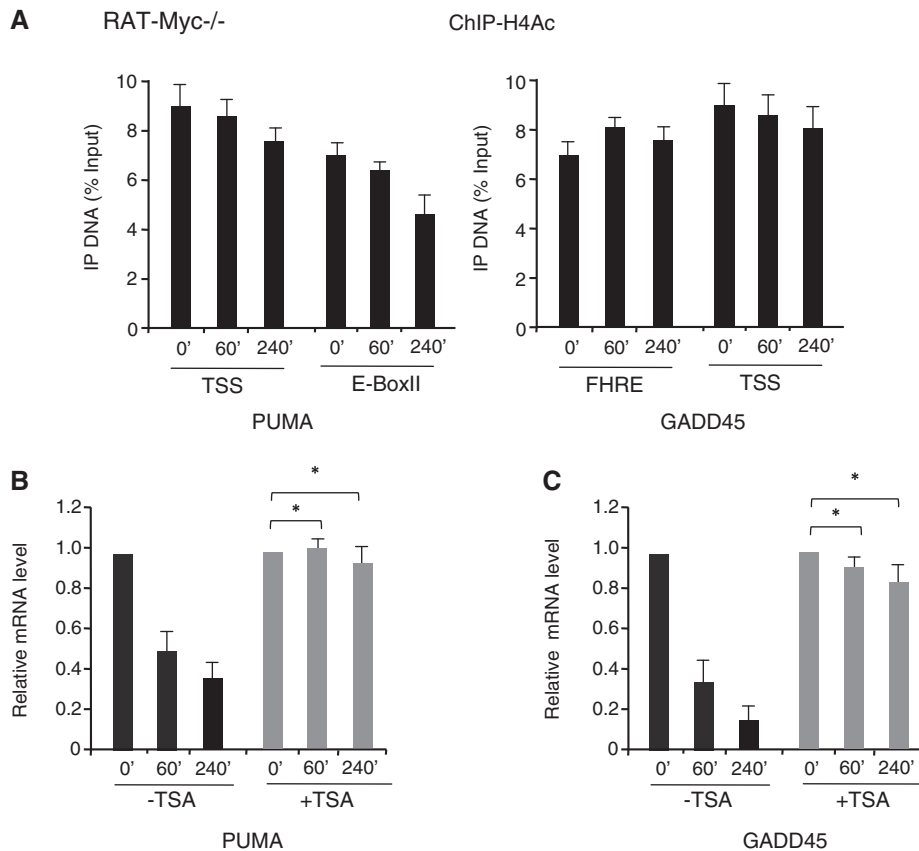 A RAT-Myc-/- ChIP-H4Ac
IP DNA (% Input)
10
8
6
4
2
0
0' 60' 240' 0' 60' 240'
TSS E-BoxII
PUMA
IP DNA (% Input)
10
8
6
4
2
0
0' 60' 240' 0' 60' 240'
FHRE TSS
GADD45
B
Relative mRNA level
1.2
1.0
0.8
0.6
0.4
0.2
0
* *
0' 60' 240' 0' 60' 240'
-TSA +TSA
PUMA
C
Relative mRNA level
1.2
1.0
0.8
0.6
0.4
0.2
0
* *
0' 60' 240' 0' 60' 240'
-TSA +TSA
GADD45